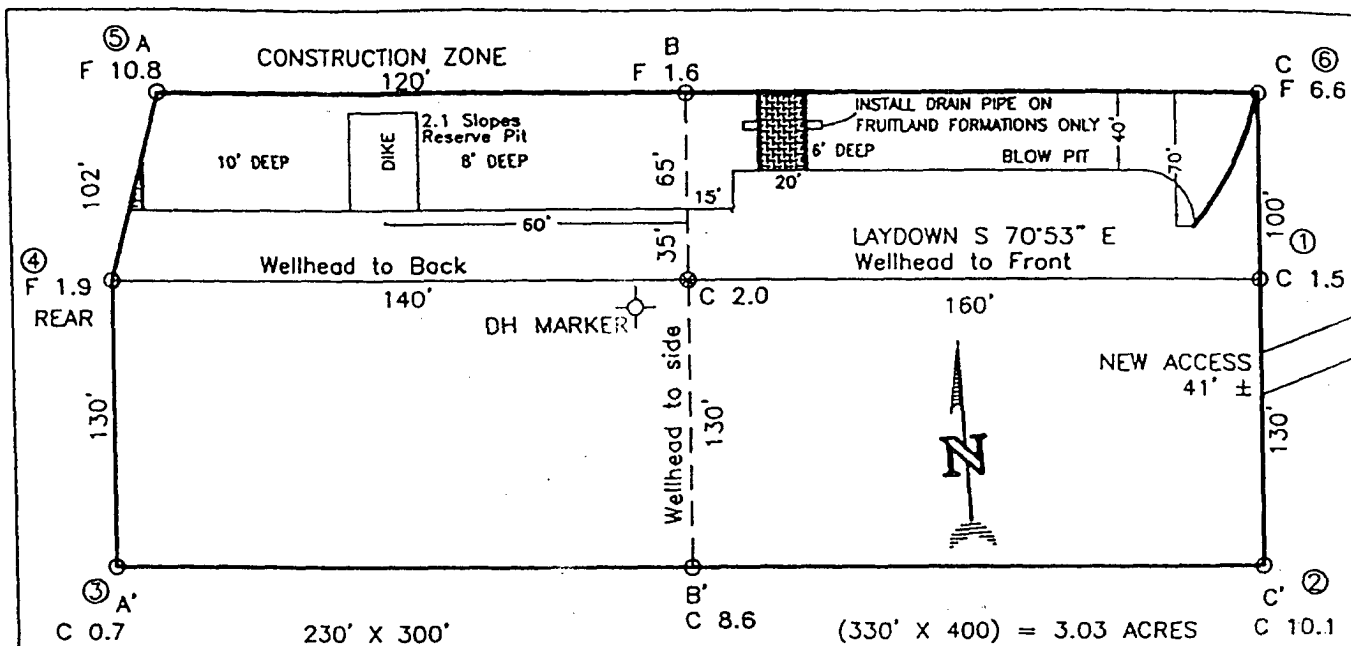 ⑤ A
F 10.8
CONSTRUCTION ZONE
120'
B
F 1.6
C ⑥
F 6.6
INSTALL DRAIN PIPE ON
FRUITLAND FORMATIONS ONLY
2.1 Slopes
Reserve Pit
10' DEEP
DIKE
8' DEEP
6' DEEP
BLOW PIT
40'
70'
102'
65'
15'
20'
100'
60'
35'
LAYDOWN S 70°53" E
Wellhead to Front
④
F 1.9
REAR
Wellhead to Back
140'
C 2.0
160'
①
C 1.5
DH MARKER
NEW ACCESS
41' ±
130'
Wellhead to side
130'
N
130'
③ A'
C 0.7
230' X 300'
B'
C 8.6
(330' X 400) = 3.03 ACRES
C' ②
C 10.1